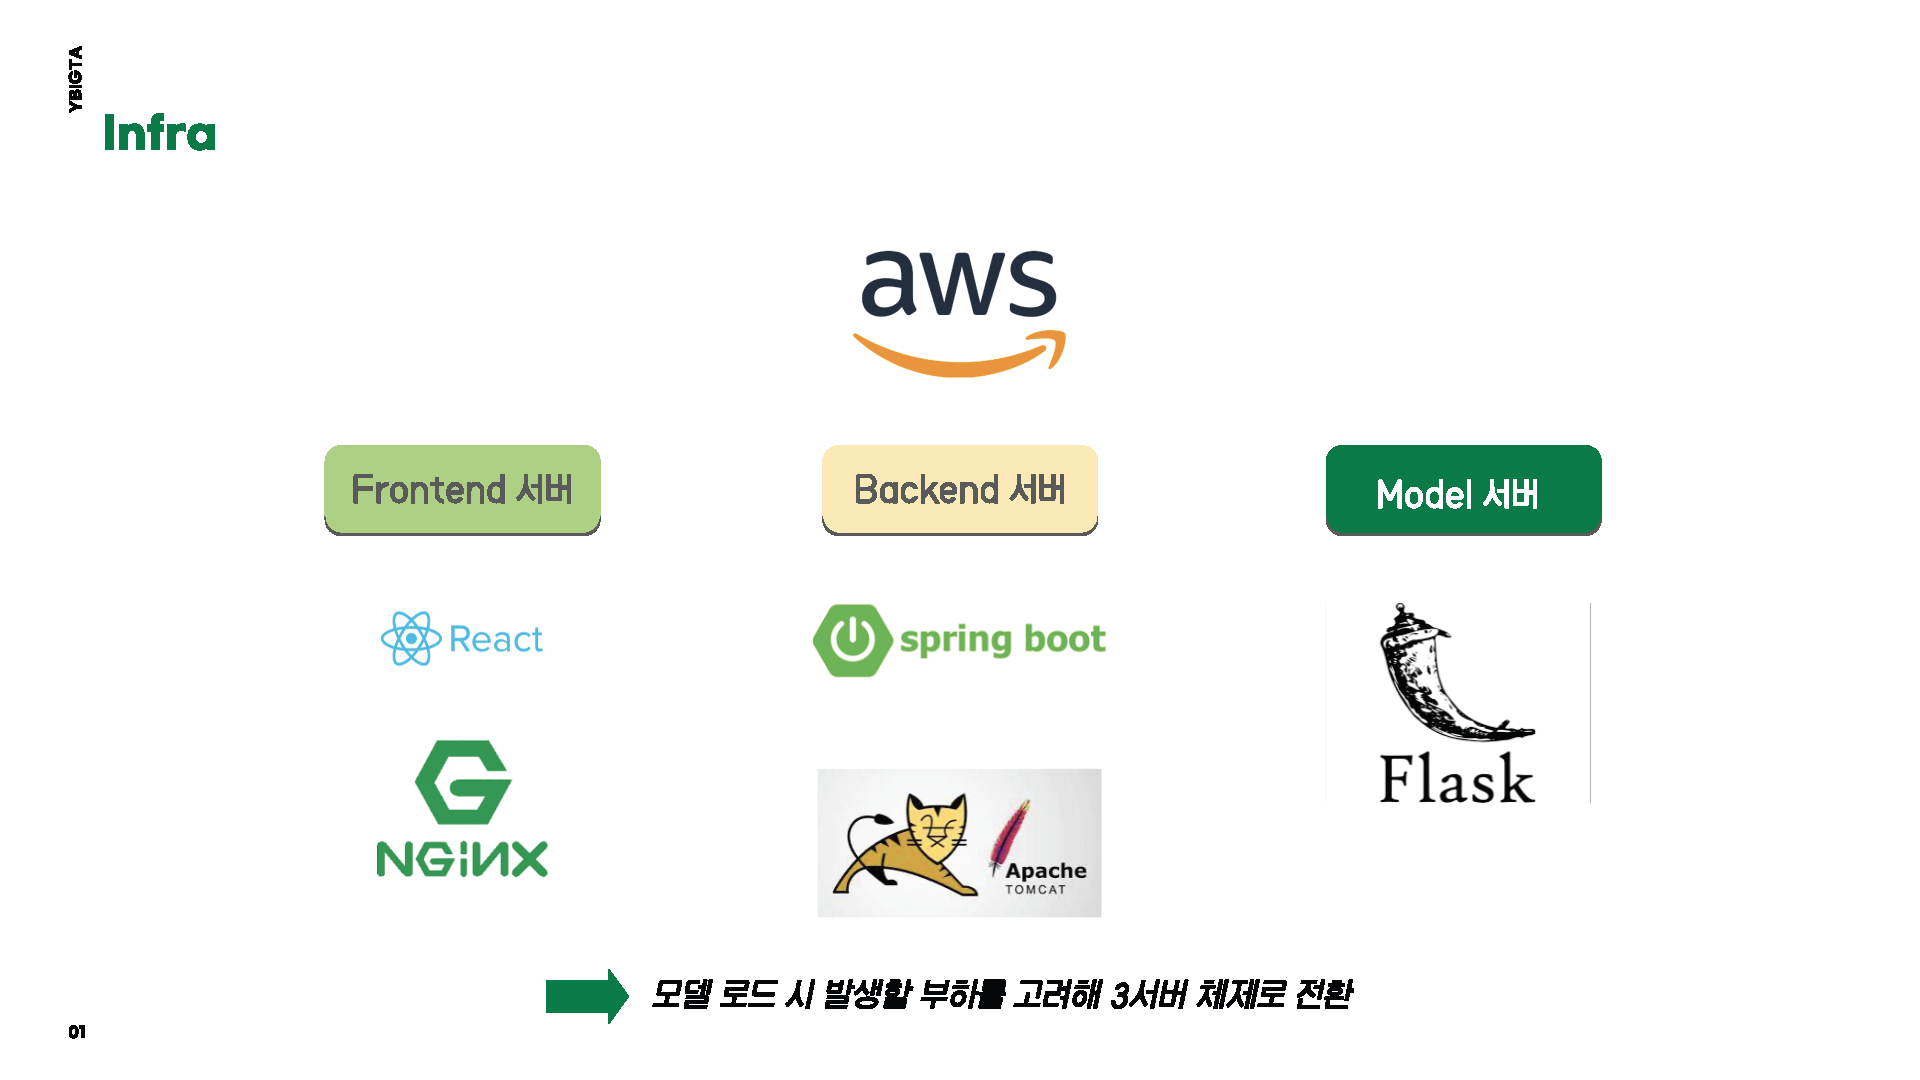 YBIGTA
Infra
aws
Frontend 서버
Backend 서버
Model 서버
React
spring boot
Flask
NGiNX
Apache
TOMCAT
모델 로드 시 발생할 부하를 고려해 3서버 체제로 전환
01